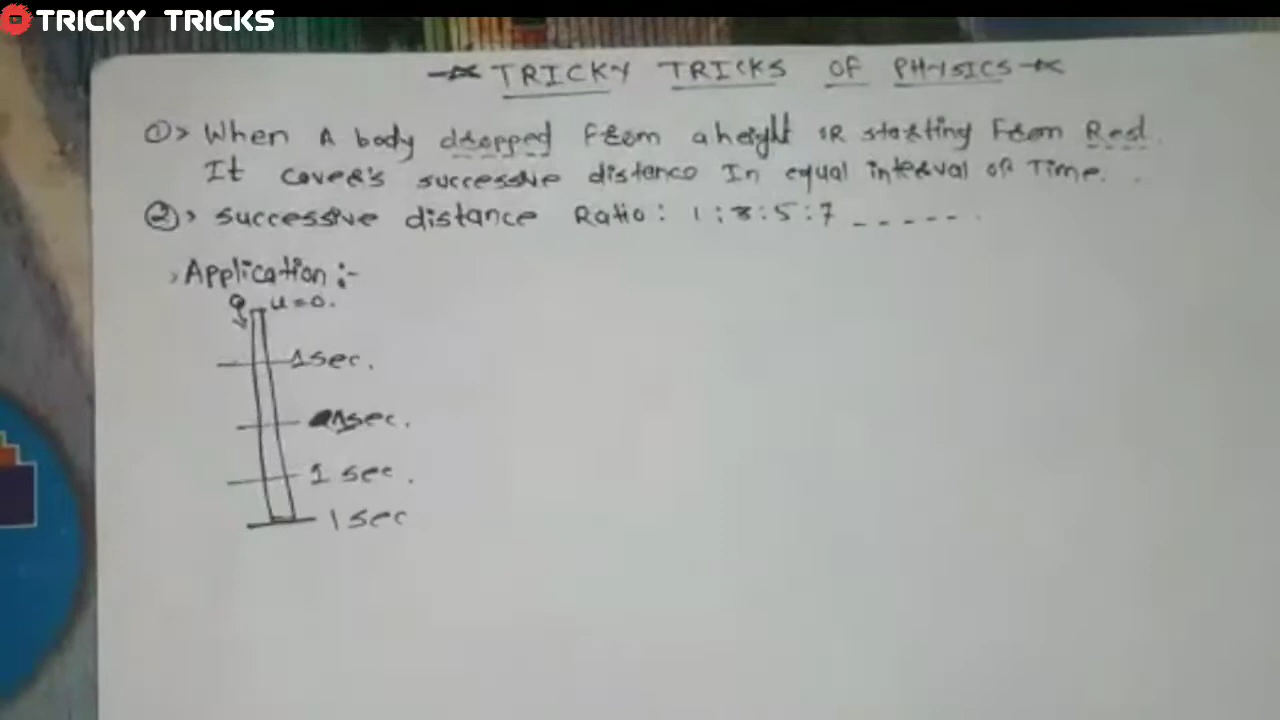 TRICKY TRICKS
TRICKY TRICKS OF PHYSICS
①> When A body dropped From a height OR starting From Rest.
It cover's successive distance In equal interval of Time.
②> successive distance Ratio: 1:3:5:7 ------
> Application :-
u=0.
1sec.
1sec.
1 sec.
1 sec